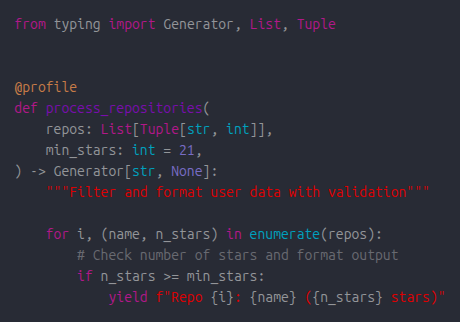 from typing import Generator, List, Tuple
@profile
def process_repositories(
    repos: List[Tuple[str, int]],
    min_stars: int = 21,
) -> Generator[str, None]:
    """Filter and format user data with validation"""
    for i, (name, n_stars) in enumerate(repos):
        # Check number of stars and format output
        if n_stars >= min_stars:
            yield f"Repo {i}: {name} ({n_stars} stars)"